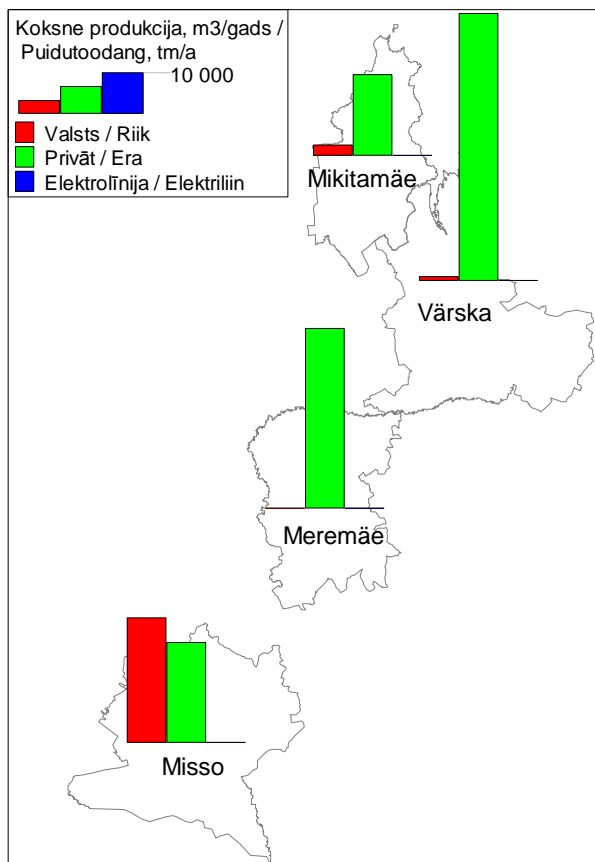 Koksne produkcija, m3/gads /
Puidutoodang, tm/a
10 000
Valsts / Riik
Privāt / Era
Elektrolīnija / Elektriliin
Mikitamäe
Värska
Meremäe
Misso